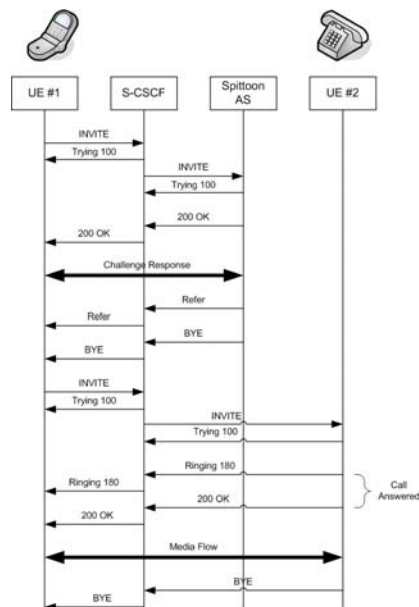 UE #1
S-CSCF
Spittoon
AS
UE #2
INVITE
Trying 100
INVITE
Trying 100
200 OK
200 OK
Challenge Response
Refer
Refer
BYE
BYE
INVITE
Trying 100
INVITE
Trying 100
Ringing 180
Ringing 180
Call
Answered
200 OK
200 OK
Media Flow
BYE
BYE